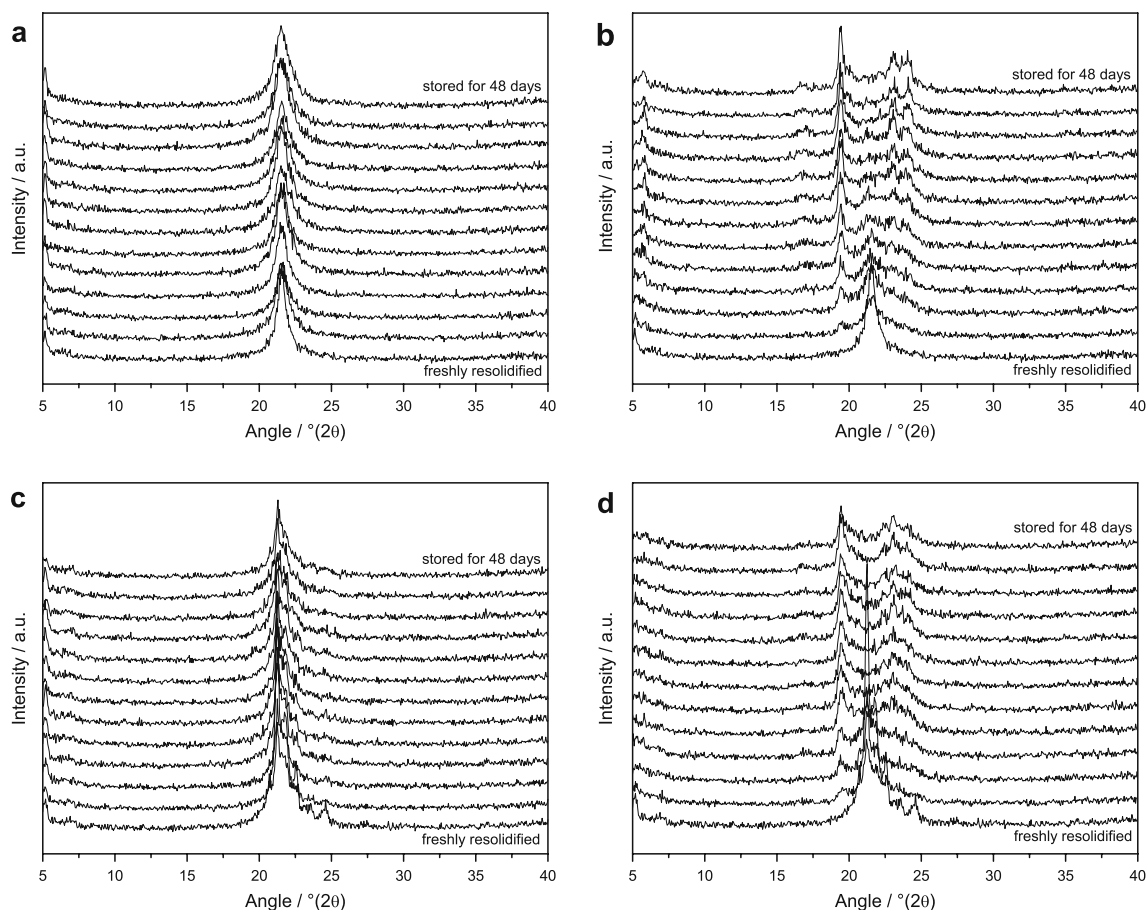 a
stored for 48 days
freshly resolidified
Intensity / a.u.
5 10 15 20 25 30 35 40
Angle / °(2θ)
b
stored for 48 days
freshly resolidified
Intensity / a.u.
5 10 15 20 25 30 35 40
Angle / °(2θ)
c
stored for 48 days
freshly resolidified
Intensity / a.u.
5 10 15 20 25 30 35 40
Angle / °(2θ)
d
stored for 48 days
freshly resolidified
Intensity / a.u.
5 10 15 20 25 30 35 40
Angle / °(2θ)